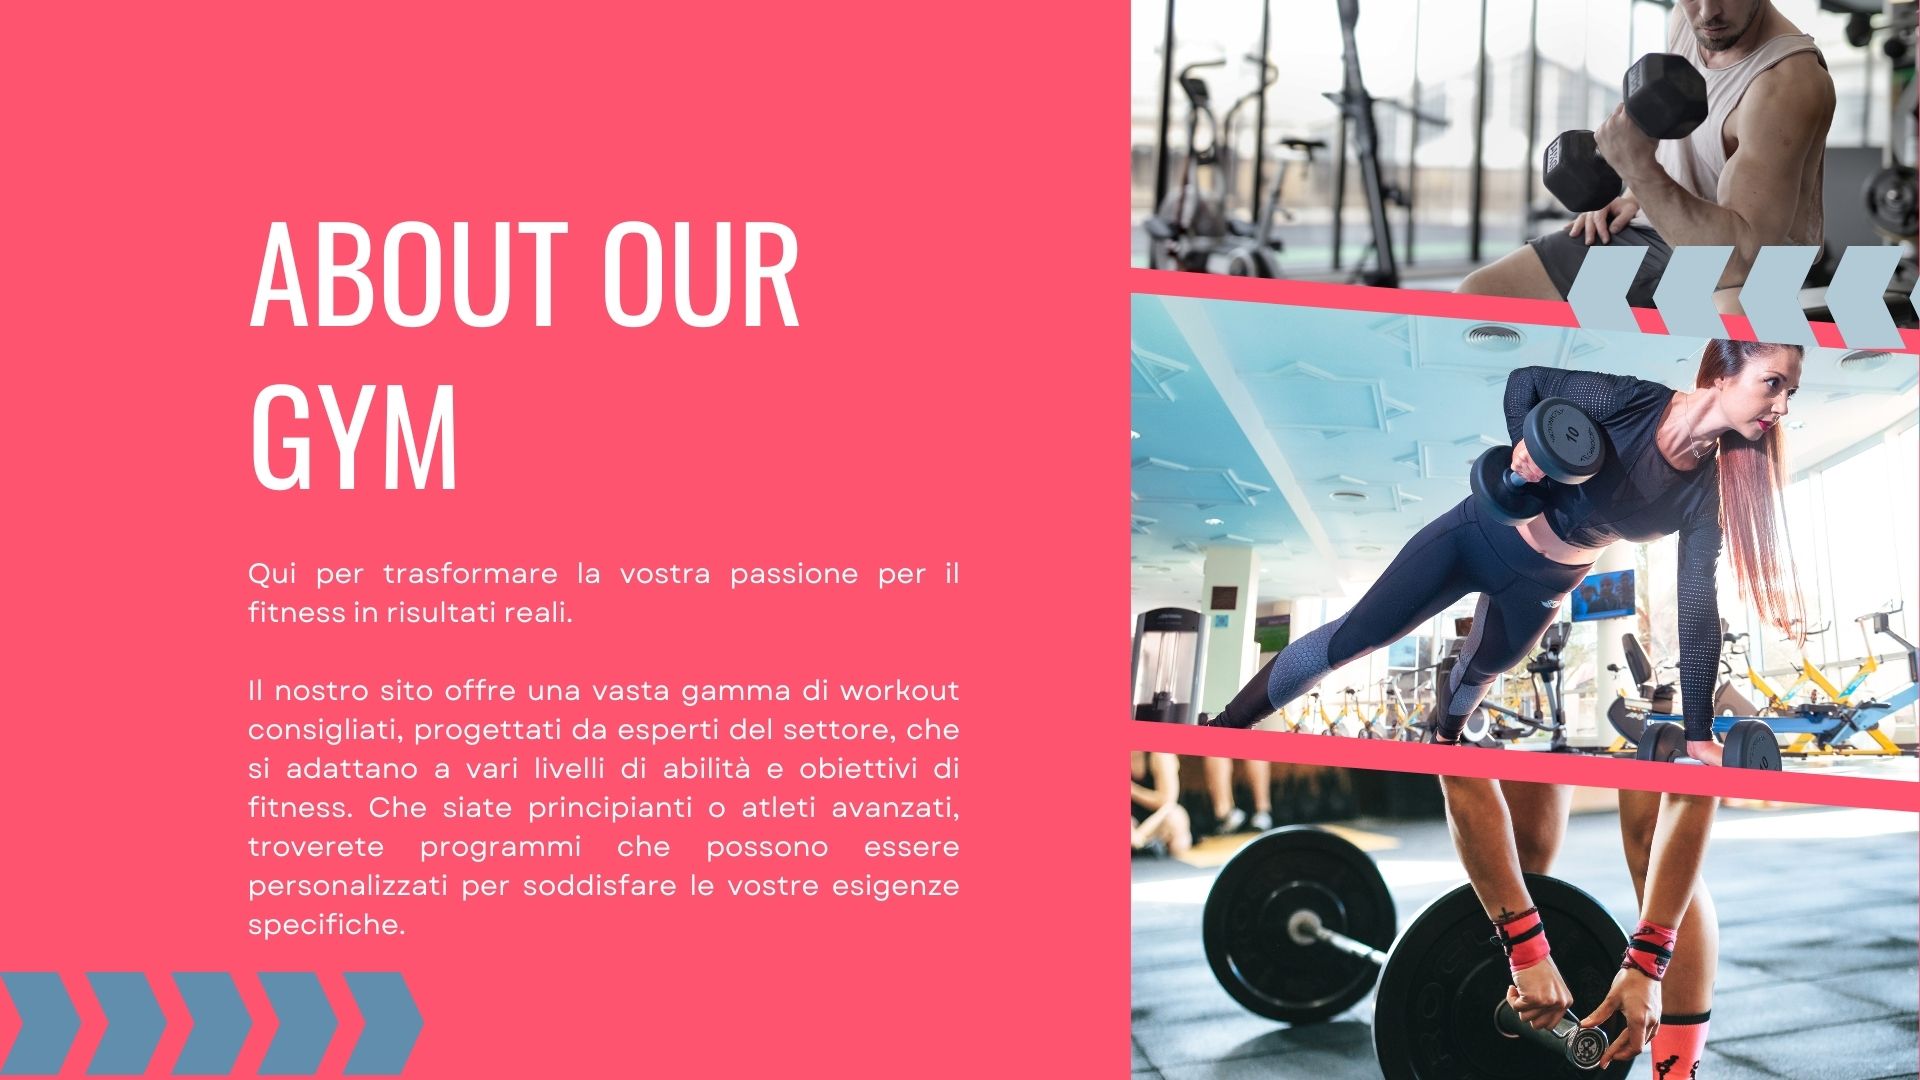 ABOUT OUR
GYM
Qui per trasformare la vostra passione per il
fitness in risultati reali.
Il nostro sito offre una vasta gamma di workout
consigliati, progettati da esperti del settore, che
si adattano a vari livelli di abilità e obiettivi di
fitness. Che siate principianti o atleti avanzati,
troverete programmi che possono essere
personalizzati per soddisfare le vostre esigenze
specifiche.
10